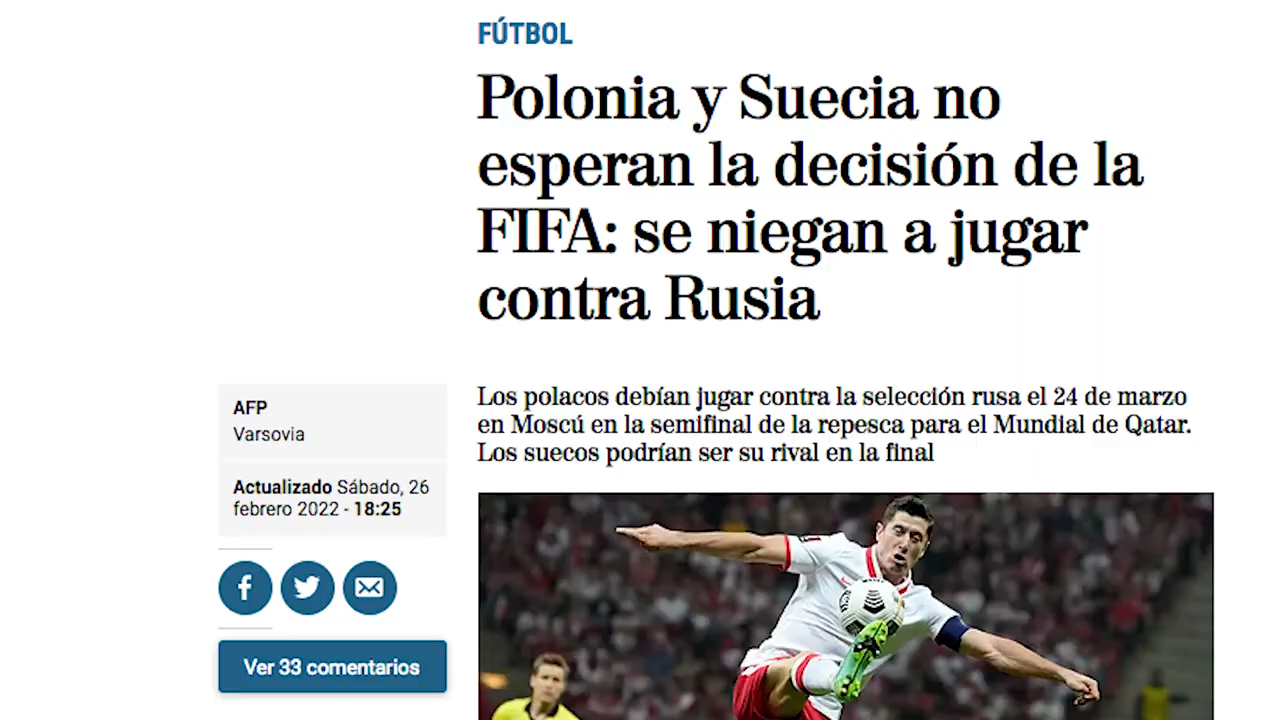 FÚTBOL
Polonia y Suecia no
esperan la decisión de la
FIFA: se niegan a jugar
contra Rusia
AFP
Varsovia
Actualizado Sábado, 26
febrero 2022 - 18:25
Ver 33 comentarios
Los polacos debían jugar contra la selección rusa el 24 de marzo
en Moscú en la semifinal de la repesca para el Mundial de Qatar.
Los suecos podrían ser su rival en la final